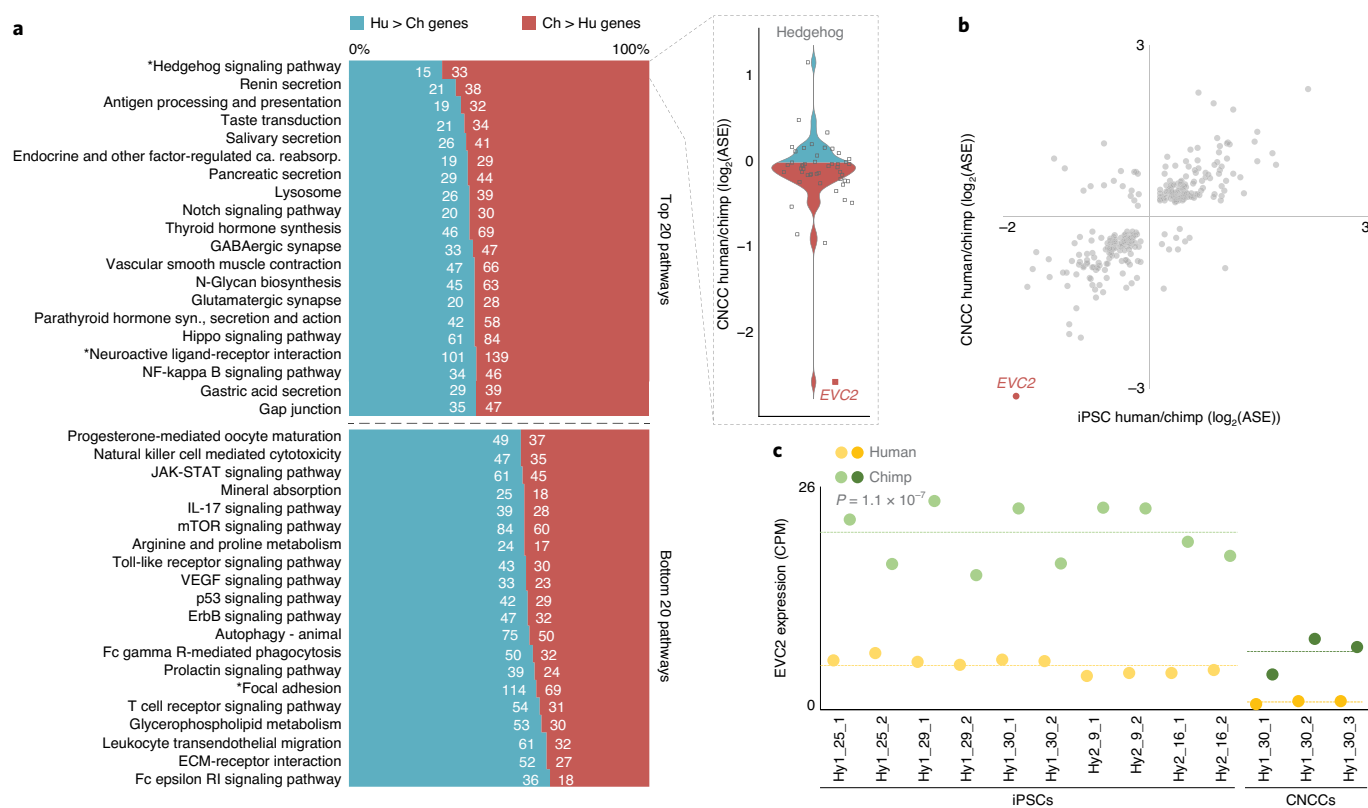 a
Hu > Ch genes
Ch > Hu genes
0%
100%
*Hedgehog signaling pathway 15 33
Renin secretion 21 38
Antigen processing and presentation 19 32
Taste transduction 21 34
Salivary secretion 26 41
Endocrine and other factor-regulated ca. reabsorp. 19 29
Pancreatic secretion 29 44
Lysosome 26 39
Notch signaling pathway 20 30
Thyroid hormone synthesis 46 69
GABAergic synapse 33 47
Vascular smooth muscle contraction 47 66
N-Glycan biosynthesis 45 63
Glutamatergic synapse 20 28
Parathyroid hormone syn., secretion and action 42 58
Hippo signaling pathway 61 84
*Neuroactive ligand-receptor interaction 101 139
NF-kappa B signaling pathway 34 46
Gastric acid secretion 29 39
Gap junction 35 47
Top 20 pathways
Progesterone-mediated oocyte maturation 49 37
Natural killer cell mediated cytotoxicity 47 35
JAK-STAT signaling pathway 61 45
Mineral absorption 25 18
IL-17 signaling pathway 39 28
mTOR signaling pathway 84 60
Arginine and proline metabolism 24 17
Toll-like receptor signaling pathway 43 30
VEGF signaling pathway 33 23
p53 signaling pathway 42 29
ErbB signaling pathway 47 32
Autophagy - animal 75 50
Fc gamma R-mediated phagocytosis 50 32
Prolactin signaling pathway 39 24
*Focal adhesion 114 69
T cell receptor signaling pathway 54 31
Glycerophospholipid metabolism 53 30
Leukocyte transendothelial migration 61 32
ECM-receptor interaction 52 27
Fc epsilon RI signaling pathway 36 18
Bottom 20 pathways
Hedgehog
CNCC human/chimp (log2(ASE))
1
0
−1
−2
EVC2
b
3
CNCC human/chimp (log2(ASE))
−2
3
−3
EVC2
iPSC human/chimp (log2(ASE))
c
Human
Chimp
P = 1.1 × 10−7
26
EVC2 expression (CPM)
0
Hy1_25_1
Hy1_25_2
Hy1_29_1
Hy1_29_2
Hy1_30_1
Hy1_30_2
Hy2_9_1
Hy2_9_2
Hy2_16_1
Hy2_16_2
Hy1_30_1
Hy1_30_2
Hy1_30_3
iPSCs
CNCCs